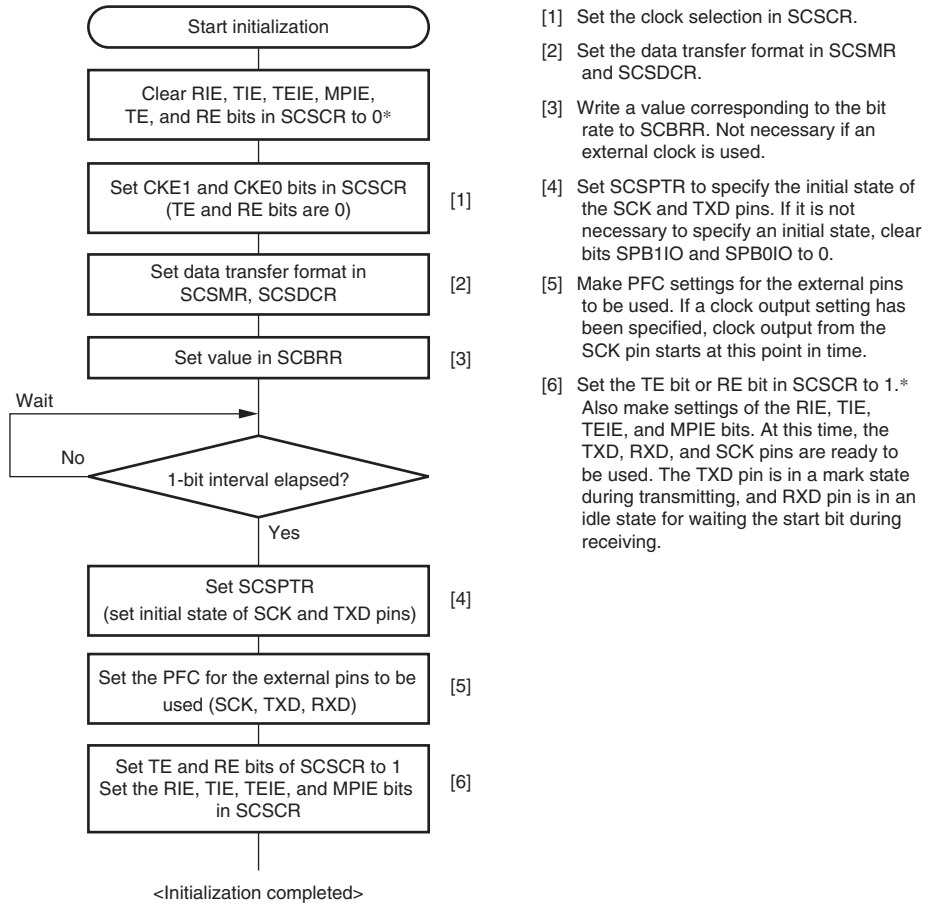 Start initialization
Clear RIE, TIE, TEIE, MPIE,
TE, and RE bits in SCSCR to 0*
Set CKE1 and CKE0 bits in SCSCR
(TE and RE bits are 0)
[1]
Set data transfer format in
SCSMR, SCSDCR
[2]
Set value in SCBRR
[3]
Wait
No
1-bit interval elapsed?
Yes
Set SCSPTR
(set initial state of SCK and TXD pins)
[4]
Set the PFC for the external pins to be
used (SCK, TXD, RXD)
[5]
Set TE and RE bits of SCSCR to 1
Set the RIE, TIE, TEIE, and MPIE bits
in SCSCR
[6]
<Initialization completed>
[1] Set the clock selection in SCSCR.
[2] Set the data transfer format in SCSMR
and SCSDCR.
[3] Write a value corresponding to the bit
rate to SCBRR. Not necessary if an
external clock is used.
[4] Set SCSPTR to specify the initial state of
the SCK and TXD pins. If it is not
necessary to specify an initial state, clear
bits SPB1IO and SPB0IO to 0.
[5] Make PFC settings for the external pins
to be used. If a clock output setting has
been specified, clock output from the
SCK pin starts at this point in time.
[6] Set the TE bit or RE bit in SCSCR to 1.*
Also make settings of the RIE, TIE,
TEIE, and MPIE bits. At this time, the
TXD, RXD, and SCK pins are ready to
be used. The TXD pin is in a mark state
during transmitting, and RXD pin is in an
idle state for waiting the start bit during
receiving.